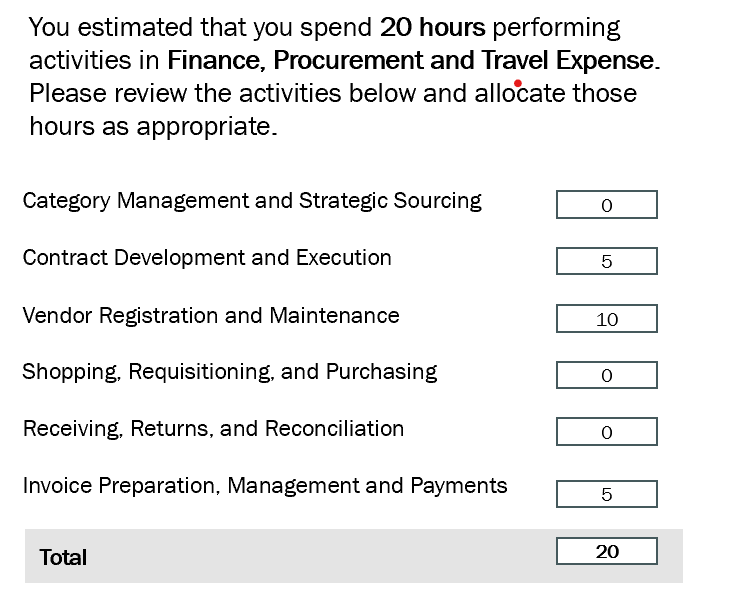 You estimated that you spend 20 hours performing
activities in Finance, Procurement and Travel Expense.
Please review the activities below and allocate those
hours as appropriate.
Category Management and Strategic Sourcing 0
Contract Development and Execution 5
Vendor Registration and Maintenance 10
Shopping, Requisitioning, and Purchasing 0
Receiving, Returns, and Reconciliation 0
Invoice Preparation, Management and Payments 5
Total 20